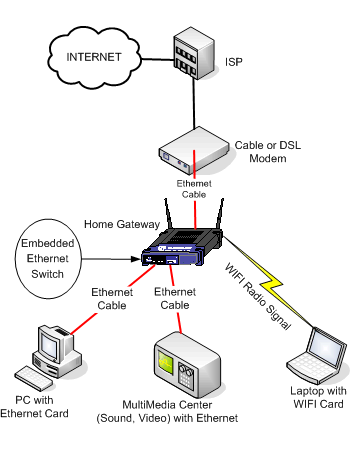 INTERNET
ISP
Cable or DSL
Modem
Ethernet
Cable
Home Gateway
Embedded
Ethernet
Switch
WIFI Radio Signal
Ethernet
Cable
Ethernet
Cable
PC with
Ethernet Card
MultiMedia Center
(Sound, Video) with Ethernet
Laptop with
WIFI Card